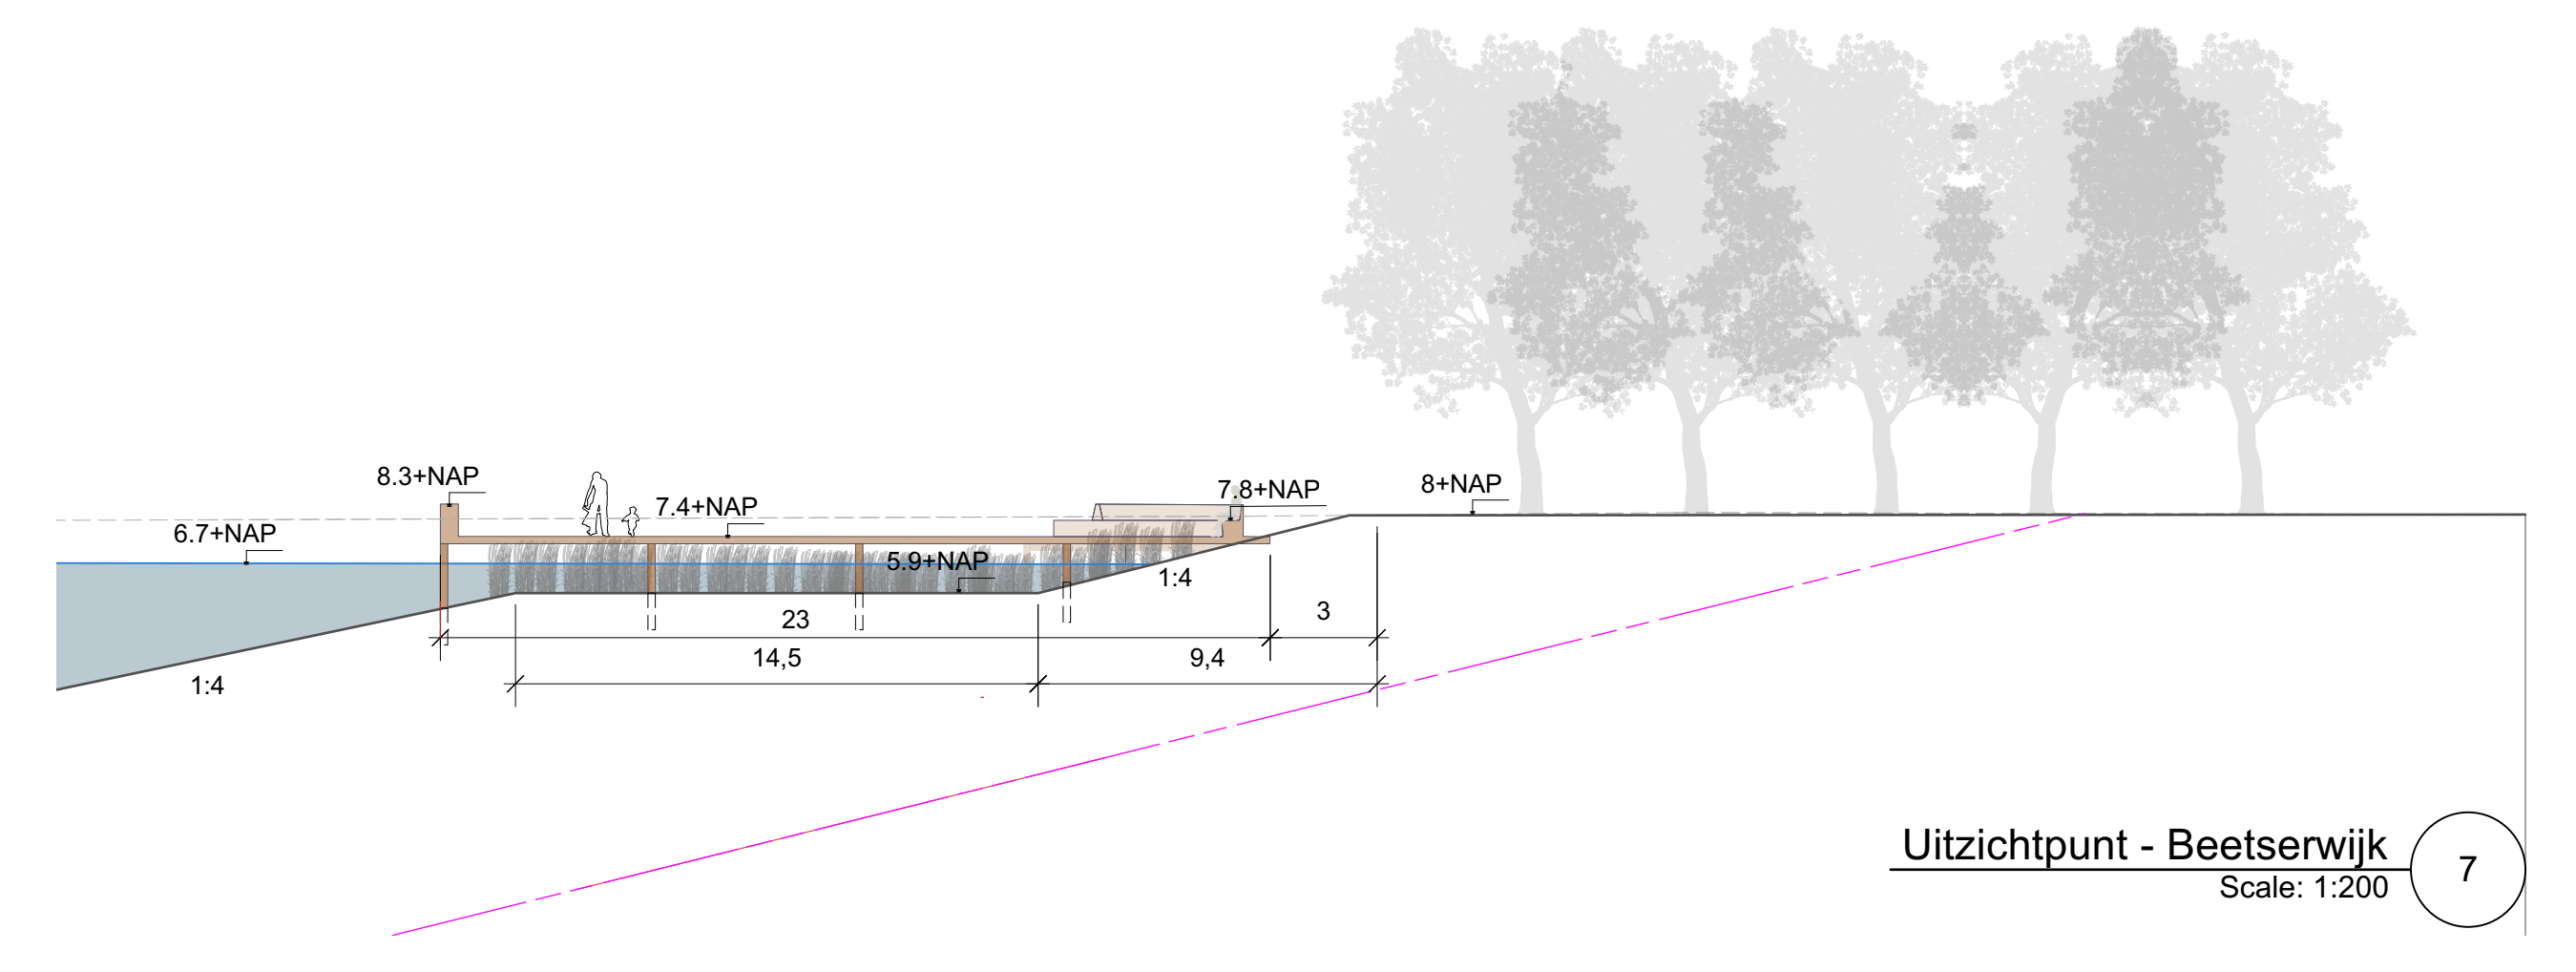 8.3+NAP
7.8+NAP
8+NAP
7.4+NAP
6.7+NAP
5.9+NAP
1:4
23
3
14,5
9,4
1:4
Uitzichtpunt - Beetserwijk
7
Scale: 1:200